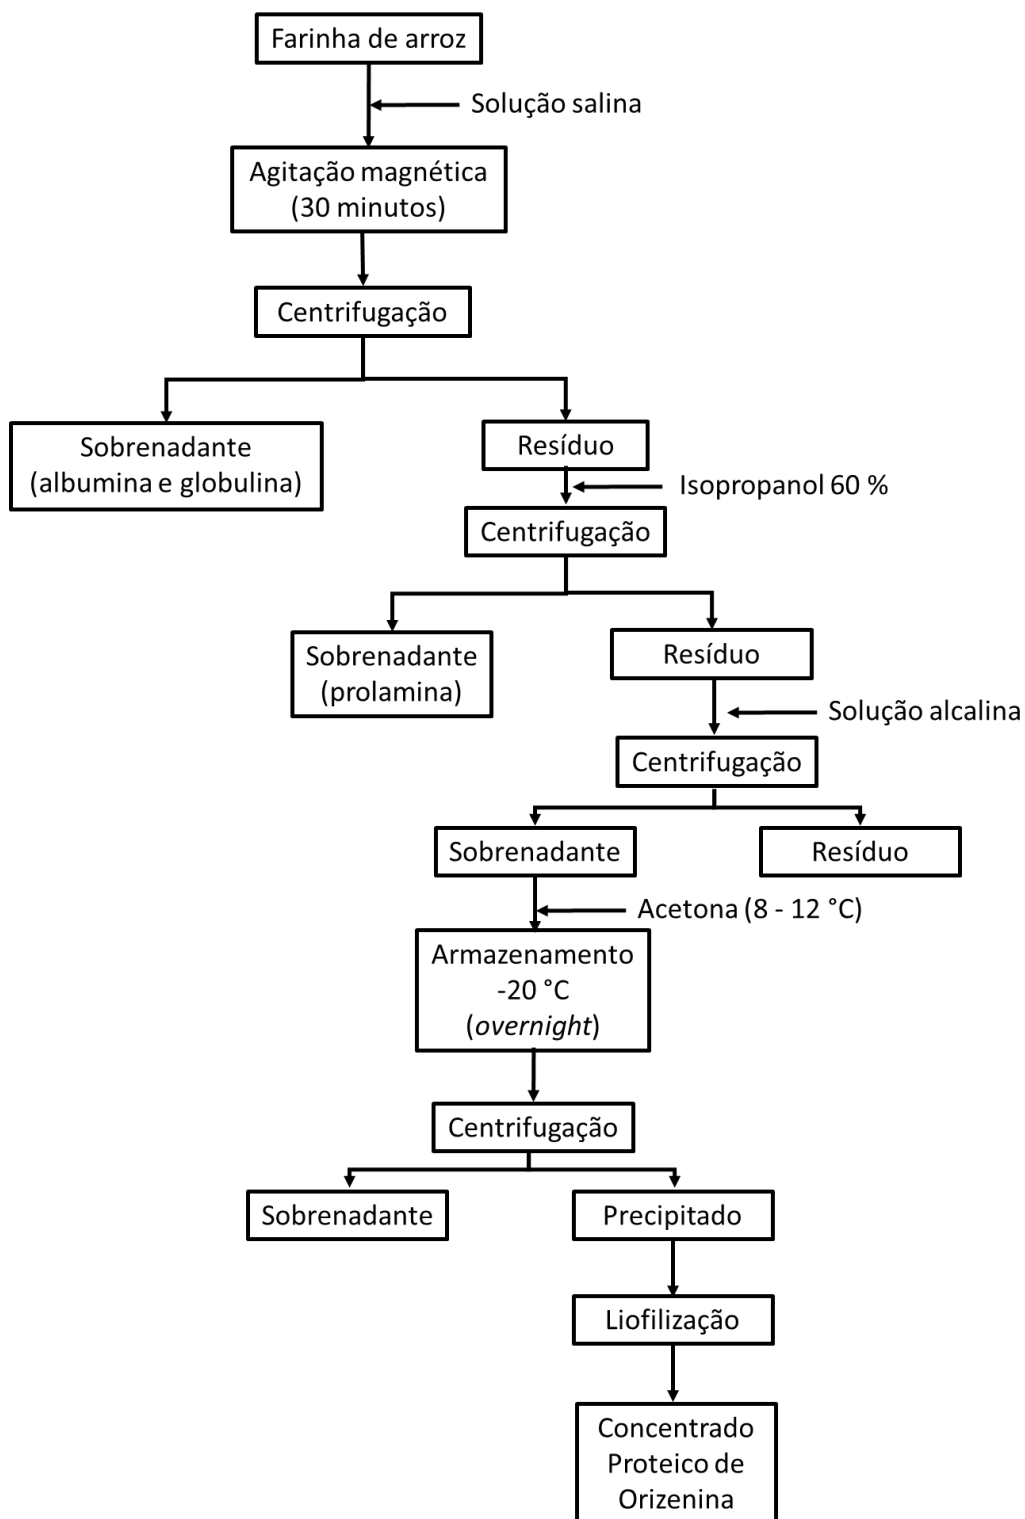 Farinha de arroz
Solução salina
Agitação magnética
(30 minutos)
Centrifugação
Sobrenadante
(albumina e globulina)
Resíduo
Isopropanol 60 %
Centrifugação
Sobrenadante
(prolamina)
Resíduo
Solução alcalina
Centrifugação
Sobrenadante
Resíduo
Acetona (8 - 12 °C)
Armazenamento
-20 °C
(overnight)
Centrifugação
Sobrenadante
Precipitado
Liofilização
Concentrado
Proteico de
Orizenina